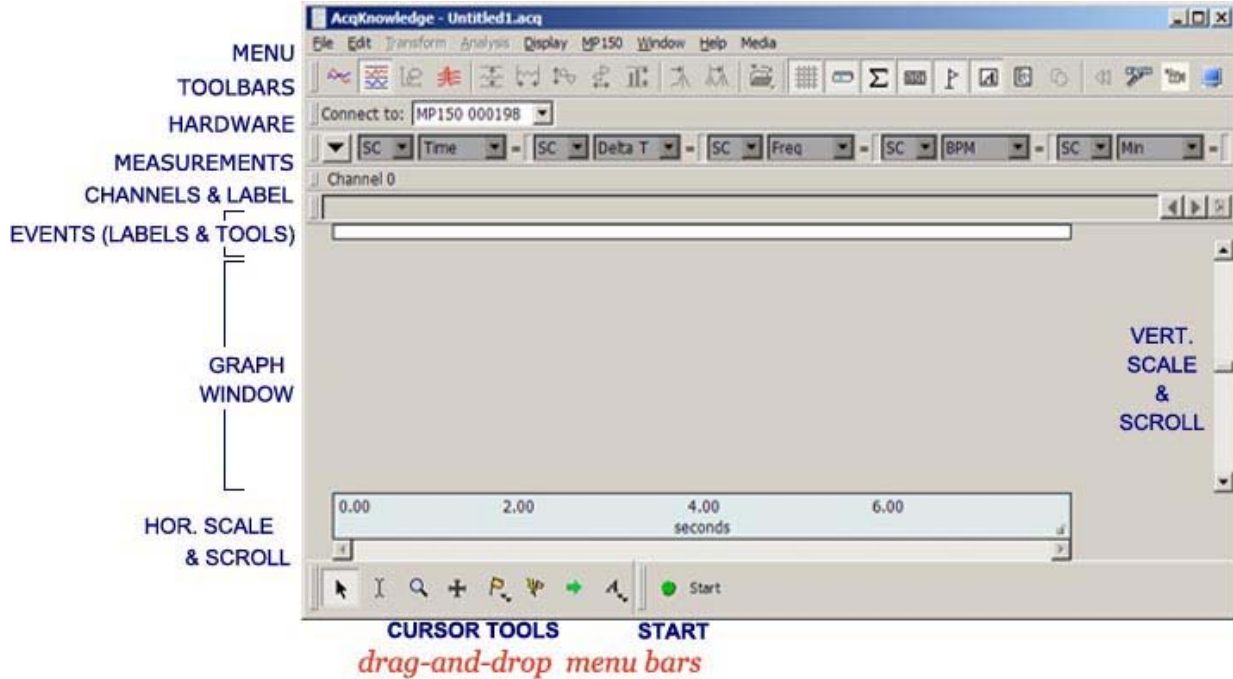 AcqKnowledge - Untitled1.acq
File Edit Transform Analysis Display MP150 Window Help Media
MENU
TOOLBARS
Connect to: MP150 000198
HARDWARE
SC Time = SC Delta T = SC Freq = SC BPM = SC Min =
MEASUREMENTS
Channel 0
CHANNELS & LABEL
EVENTS (LABELS & TOOLS)
GRAPH
WINDOW
VERT.
SCALE
&
SCROLL
0.00 2.00 4.00 6.00
seconds
HOR. SCALE
& SCROLL
Start
CURSOR TOOLS START
drag-and-drop menu bars